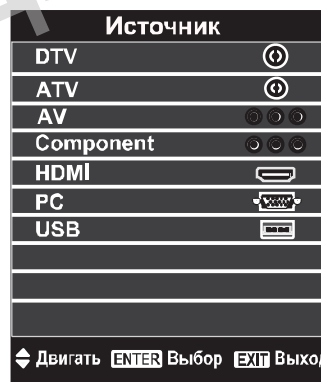 Источник
DTV
ATV
AV
Component
HDMI
PC
USB
Двигать ENTER Выбор EXIT Выход